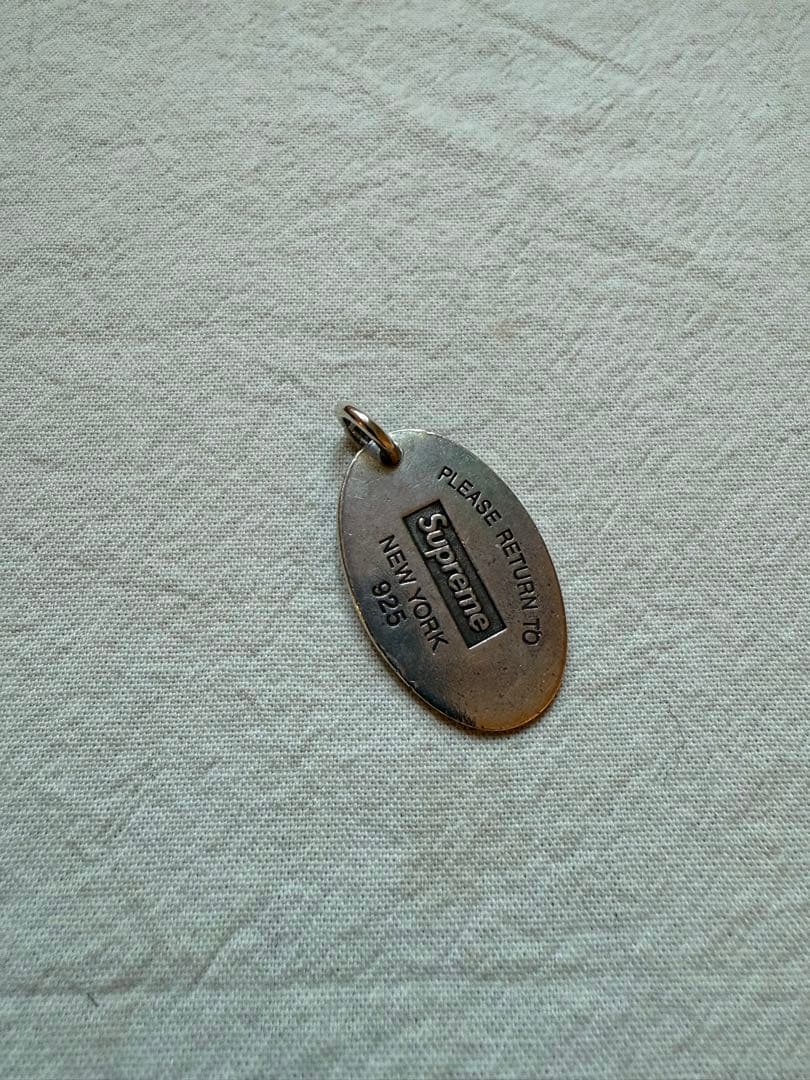 PLEASE RETURN TO
Supreme
NEW YORK
925